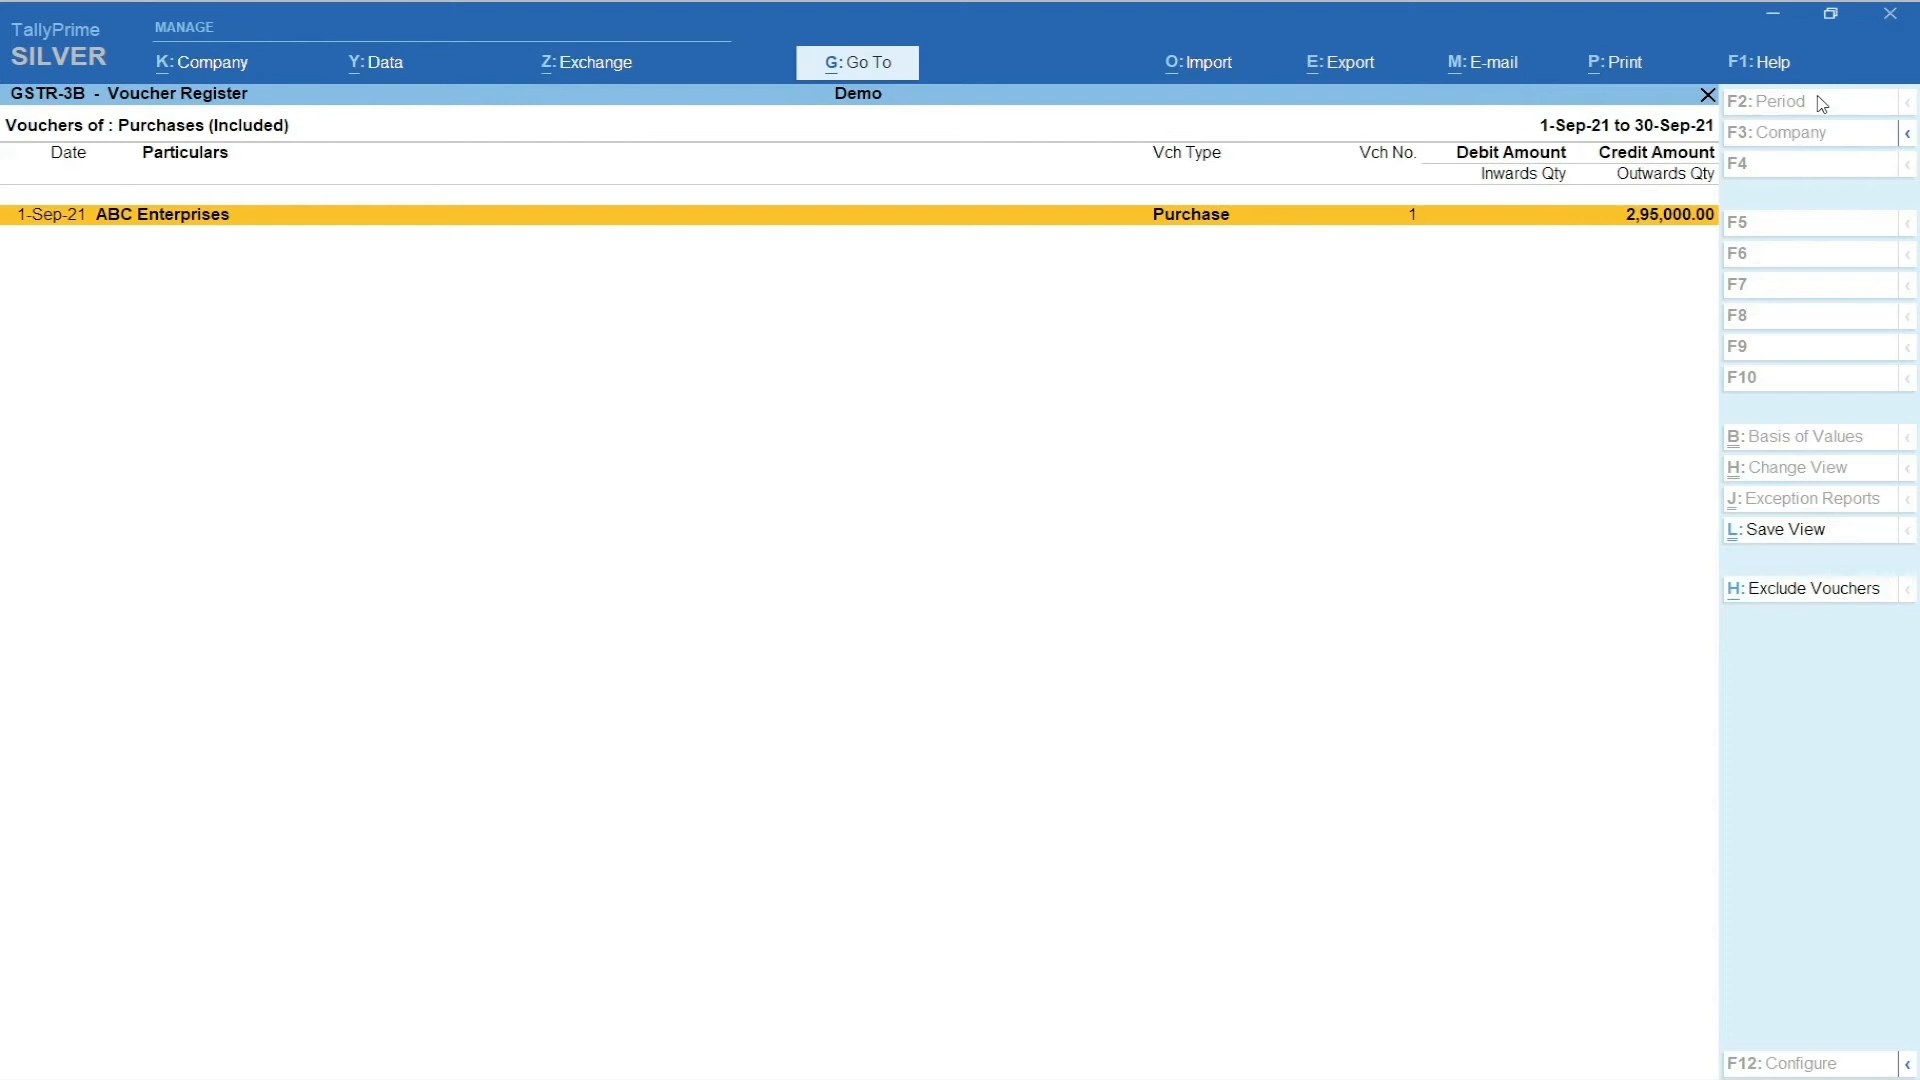 TallyPrime
SILVER
MANAGE
K: Company
Y: Data
Z: Exchange
G: Go To
O: Import
E: Export
M: E-mail
P: Print
F1: Help
GSTR-3B - Voucher Register
Demo
Vouchers of : Purchases (Included)
1-Sep-21 to 30-Sep-21
Date Particulars Vch Type Vch No. Debit Amount Credit Amount
Inwards Qty Outwards Qty
1-Sep-21 ABC Enterprises Purchase 1 2,95,000.00
F2: Period
F3: Company
F4
F5
F6
F7
F8
F9
F10
B: Basis of Values
H: Change View
J: Exception Reports
L: Save View
H: Exclude Vouchers
F12: Configure